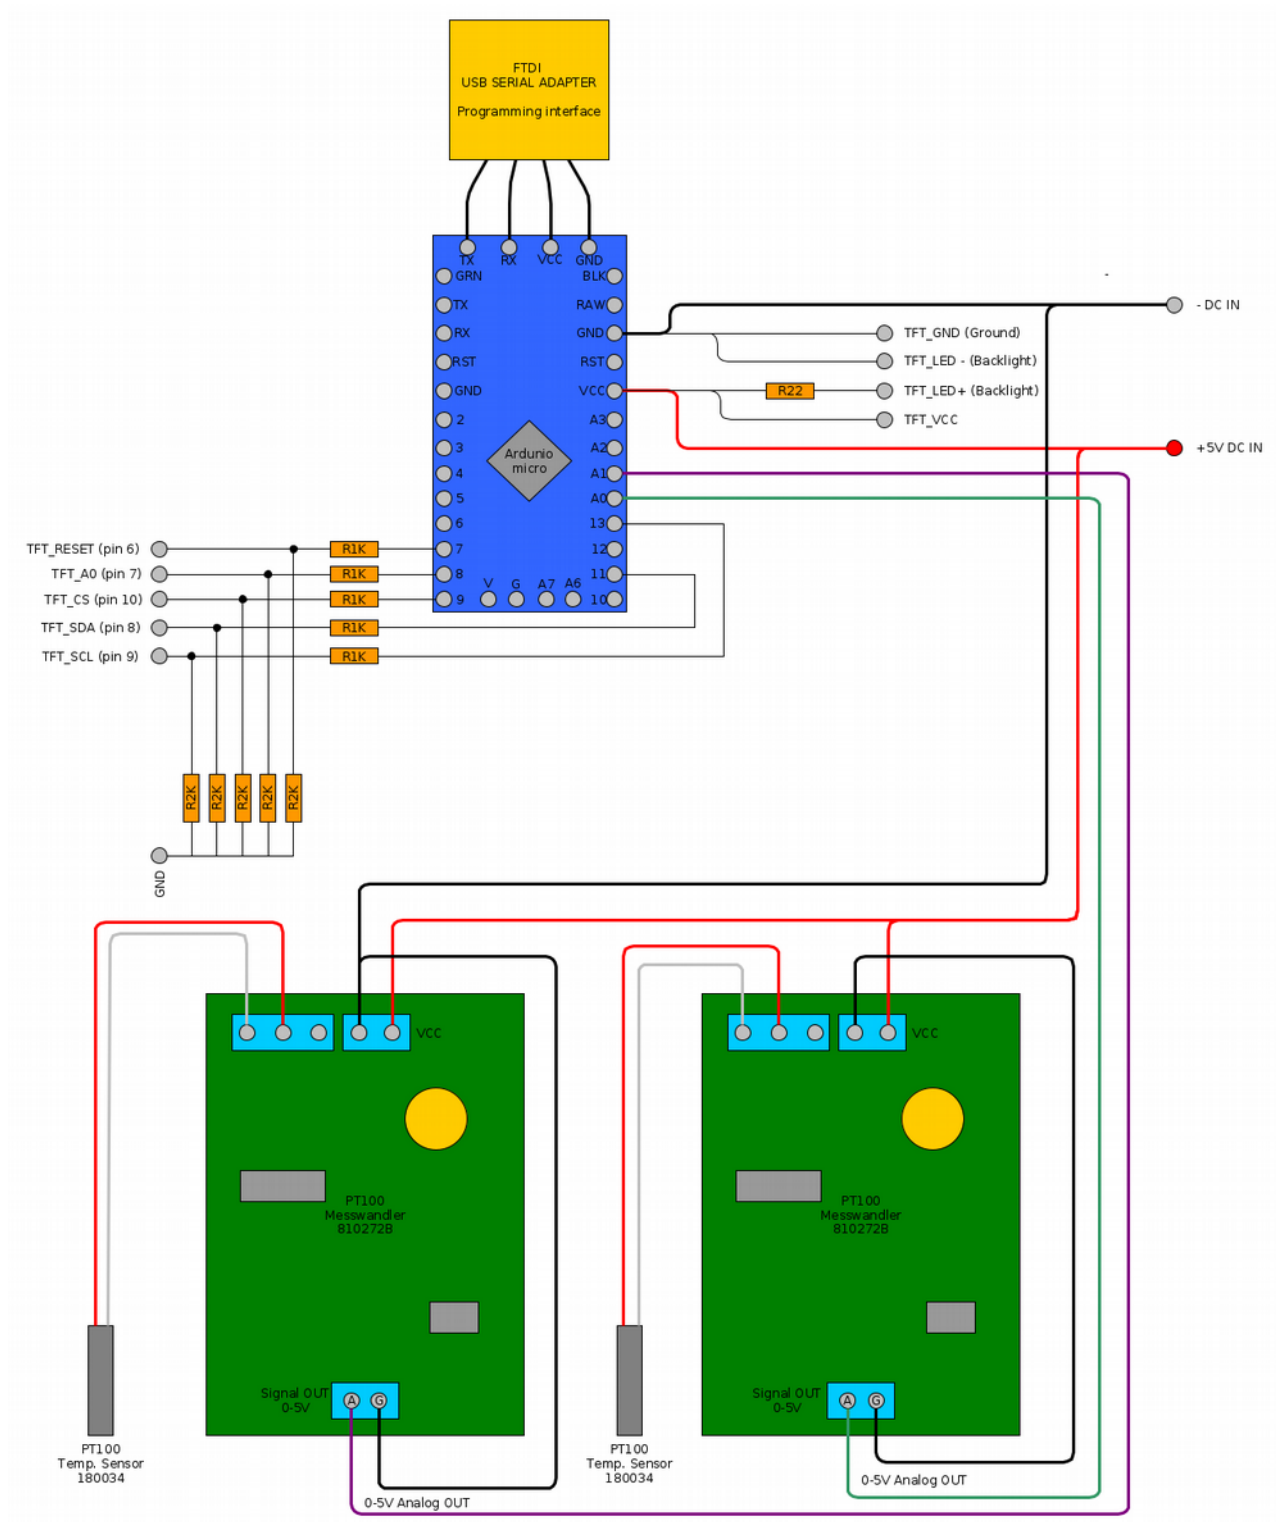 FTDI
USB SERIAL ADAPTER
Programming interface
TX RX VCC GND
GRN BLK
TX RAW
RX GND
RST RST
GND VCC
2 A3
3 A2
4 A1
5 A0
6 13
7 12
8 11
9 V G A7 A6 10
Ardunio
micro
- DC IN
TFT_GND (Ground)
TFT_LED - (Backlight)
R22 TFT_LED+ (Backlight)
TFT_VCC
+5V DC IN
TFT_RESET (pin 6) R1K
TFT_A0 (pin 7) R1K
TFT_CS (pin 10) R1K
TFT_SDA (pin 8) R1K
TFT_SCL (pin 9) R1K
R2K R2K R2K R2K R2K
GND
VCC
PT100
Messwandler
810272B
Signal OUT
0-5V
A G
PT100
Temp. Sensor
180034
0-5V Analog OUT
VCC
PT100
Messwandler
810272B
Signal OUT
0-5V
A G
PT100
Temp. Sensor
180034
0-5V Analog OUT